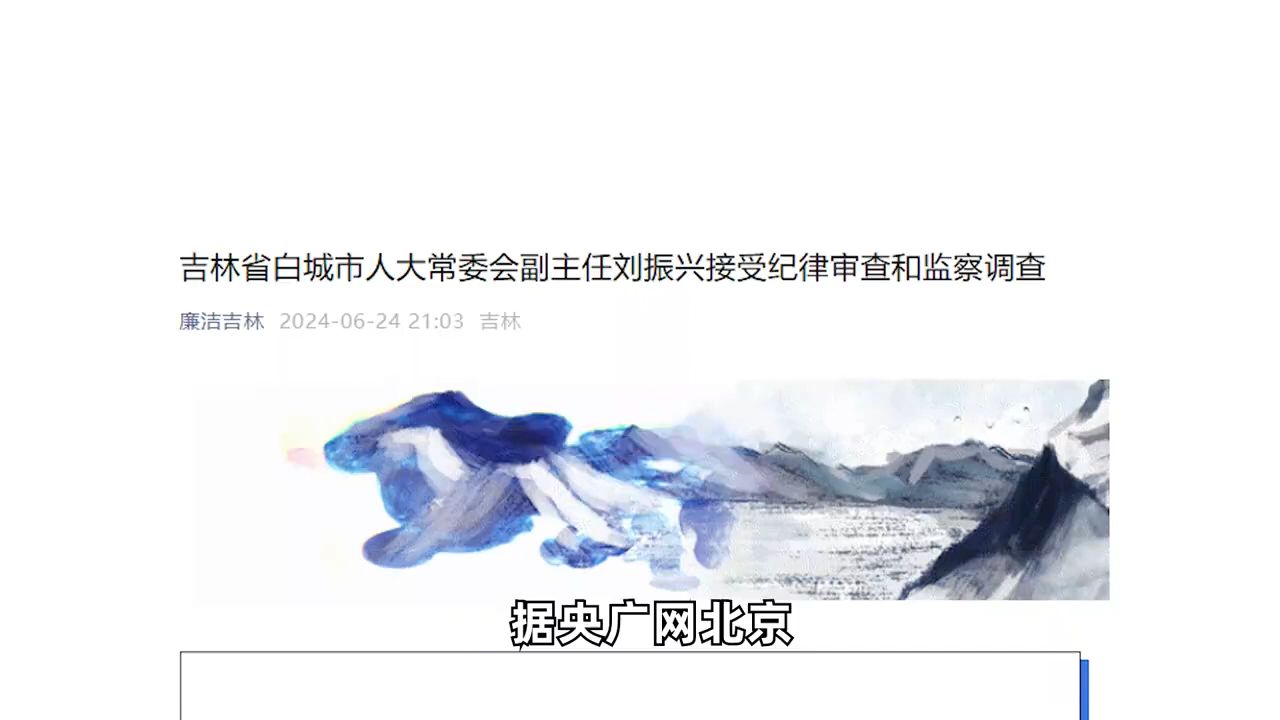 吉林省白城市人大常委会副主任刘振兴接受纪律审查和监察调查
廉洁吉林 2024-06-24 21:03 吉林
据央广网北京